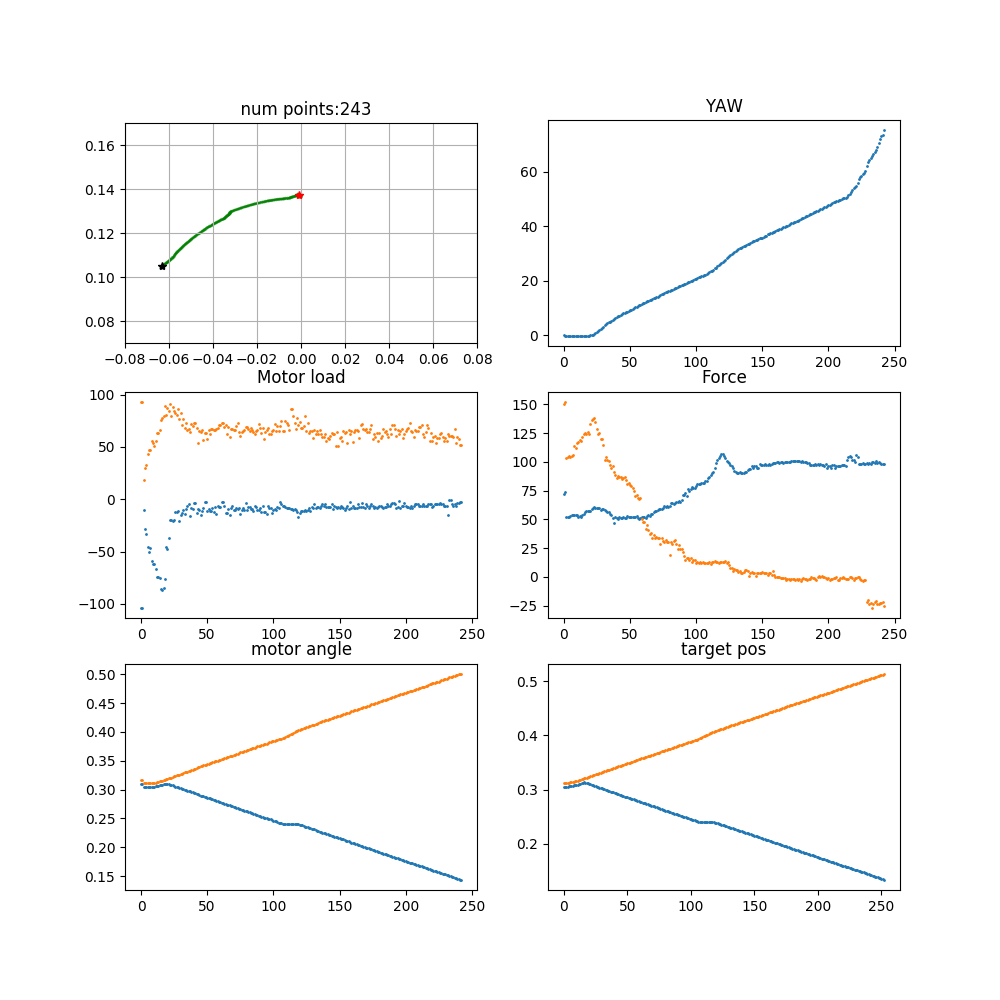 num points:243
0.16
0.14
0.12
0.10
0.08
−0.08 −0.06 −0.04 −0.02 0.00 0.02 0.04 0.06 0.08
YAW
60
40
20
0
0 50 100 150 200 250
Motor load
100
50
0
−50
−100
0 50 100 150 200 250
Force
150
125
100
75
50
25
0
−25
0 50 100 150 200 250
motor angle
0.50
0.45
0.40
0.35
0.30
0.25
0.20
0.15
0 50 100 150 200 250
target pos
0.5
0.4
0.3
0.2
0 50 100 150 200 250